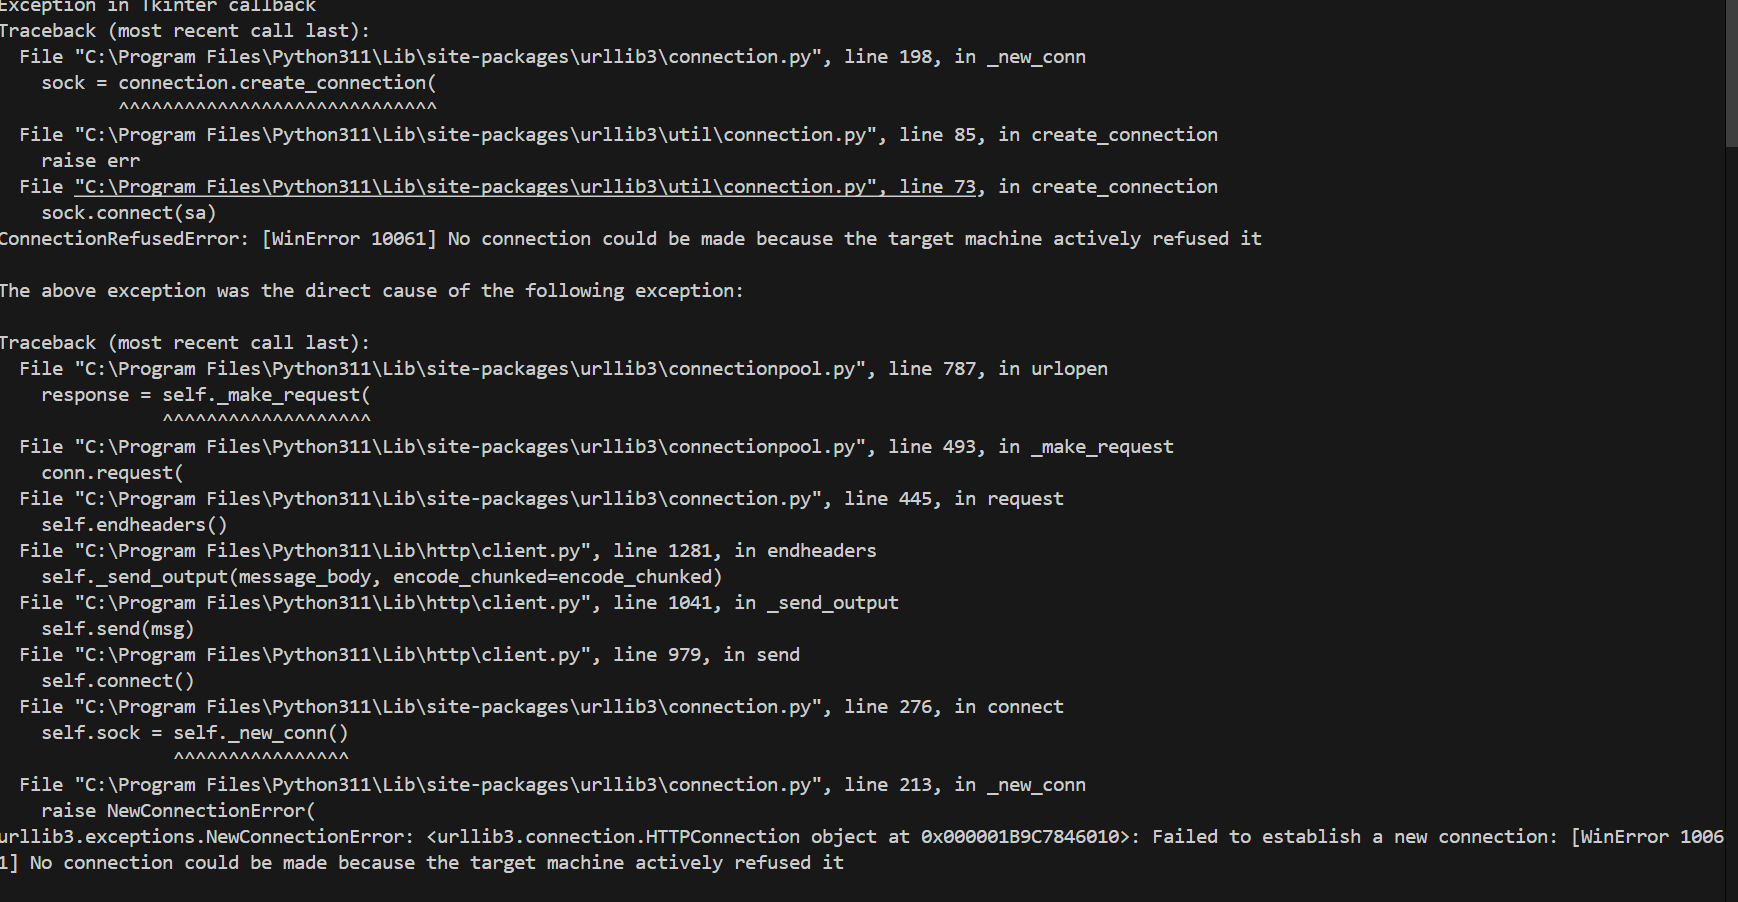 Exception in Tkinter callback
Traceback (most recent call last):
  File "C:\Program Files\Python311\Lib\site-packages\urllib3\connection.py", line 198, in _new_conn
    sock = connection.create_connection(
           ^^^^^^^^^^^^^^^^^^^^^^^^^^^^^
  File "C:\Program Files\Python311\Lib\site-packages\urllib3\util\connection.py", line 85, in create_connection
    raise err
  File "C:\Program Files\Python311\Lib\site-packages\urllib3\util\connection.py", line 73, in create_connection
    sock.connect(sa)
ConnectionRefusedError: [WinError 10061] No connection could be made because the target machine actively refused it

The above exception was the direct cause of the following exception:

Traceback (most recent call last):
  File "C:\Program Files\Python311\Lib\site-packages\urllib3\connectionpool.py", line 787, in urlopen
    response = self._make_request(
               ^^^^^^^^^^^^^^^^^^^
  File "C:\Program Files\Python311\Lib\site-packages\urllib3\connectionpool.py", line 493, in _make_request
    conn.request(
  File "C:\Program Files\Python311\Lib\site-packages\urllib3\connection.py", line 445, in request
    self.endheaders()
  File "C:\Program Files\Python311\Lib\http\client.py", line 1281, in endheaders
    self._send_output(message_body, encode_chunked=encode_chunked)
  File "C:\Program Files\Python311\Lib\http\client.py", line 1041, in _send_output
    self.send(msg)
  File "C:\Program Files\Python311\Lib\http\client.py", line 979, in send
    self.connect()
  File "C:\Program Files\Python311\Lib\site-packages\urllib3\connection.py", line 276, in connect
    self.sock = self._new_conn()
                ^^^^^^^^^^^^^^^^
  File "C:\Program Files\Python311\Lib\site-packages\urllib3\connection.py", line 213, in _new_conn
    raise NewConnectionError(
urllib3.exceptions.NewConnectionError: <urllib3.connection.HTTPConnection object at 0x000001B9C7846010>: Failed to establish a new connection: [WinError 1006
1] No connection could be made because the target machine actively refused it